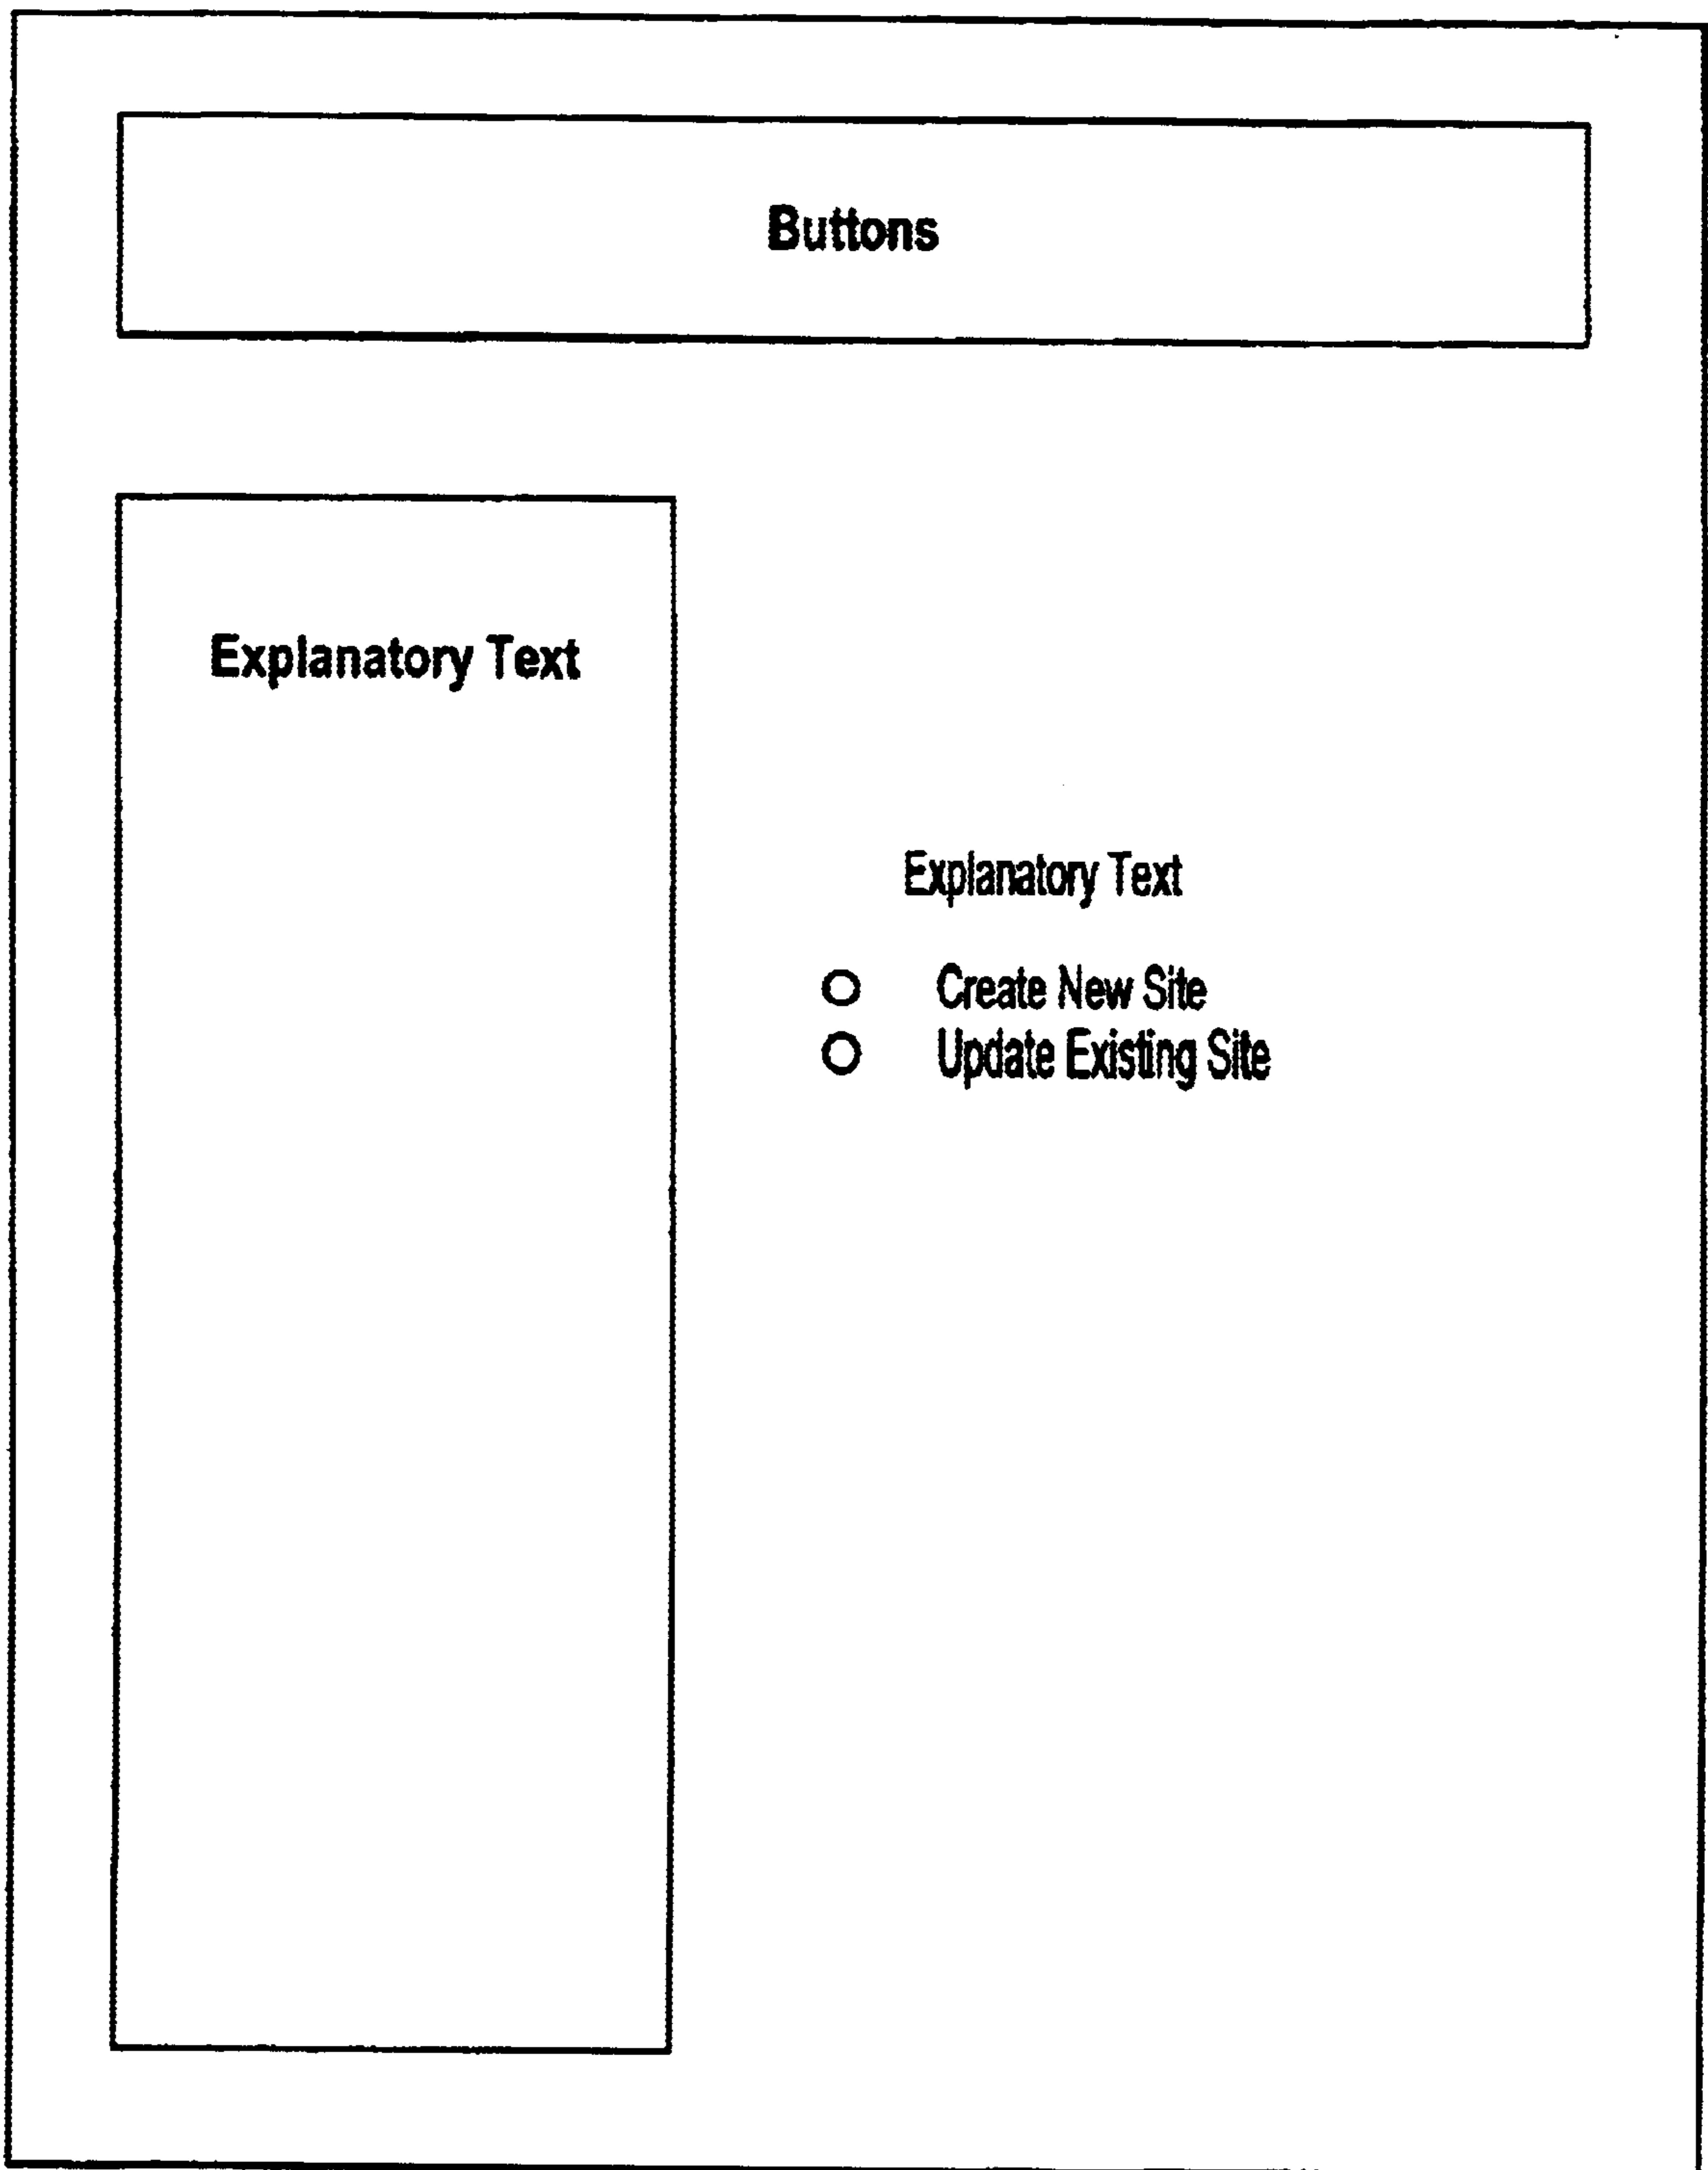 Buttons
Explanatory Text
Explanatory Text
Create New Site
Update Existing Site